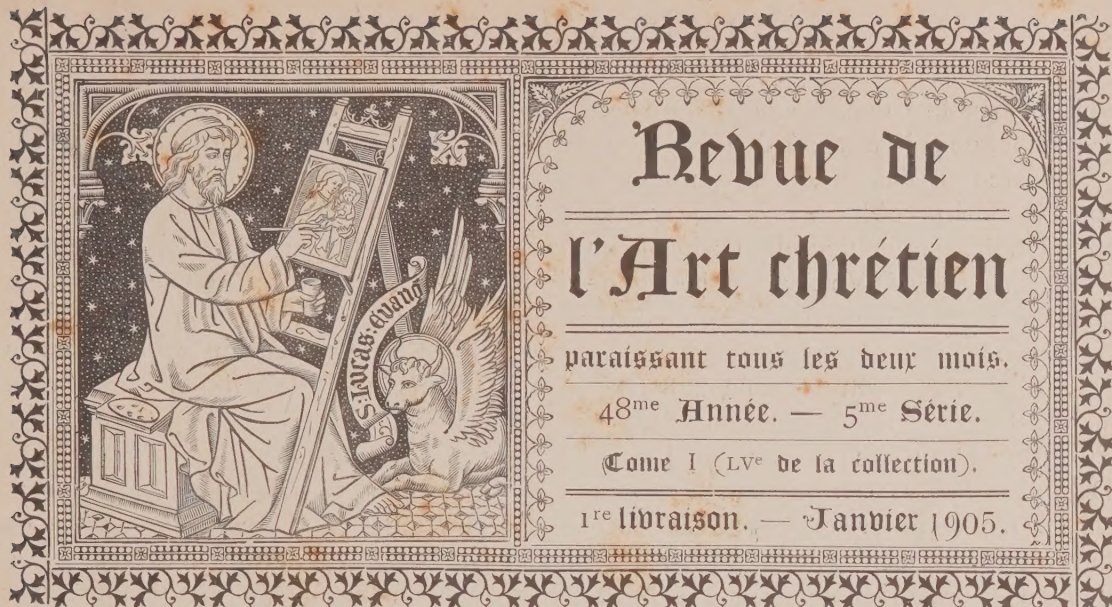 S. LUCAS: EVANG
Revue de
l'Art chrétien
paraissant tous les deux mois.
48me Année. — 5me Série.
Tome I (LVe de la collection).
1re livraison. — Janvier 1905.